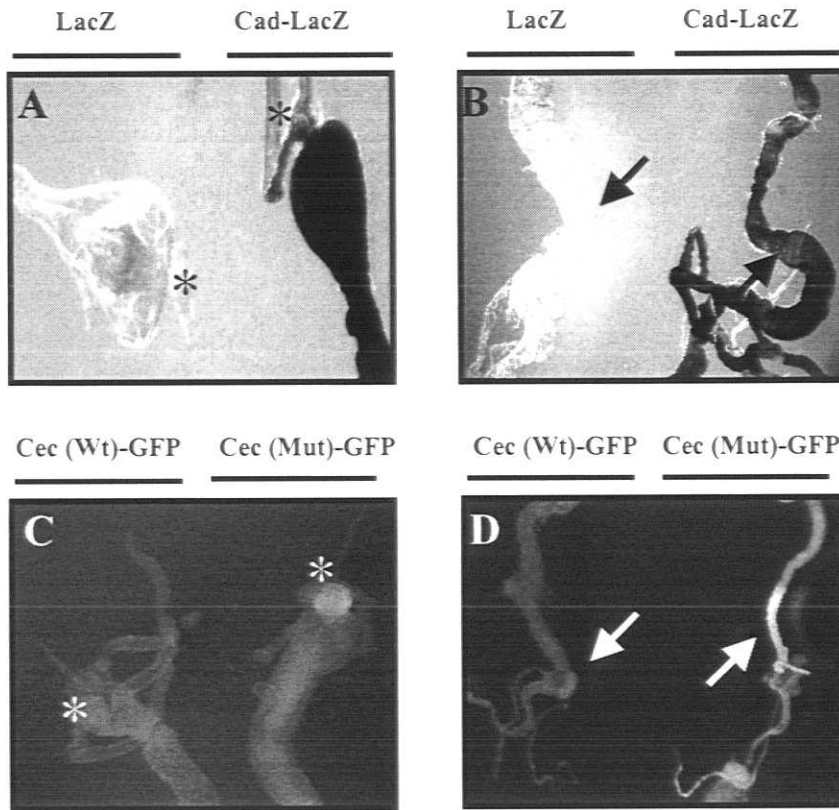 LacZ Cad-LacZ
LacZ Cad-LacZ
A
*
*
B
Cec (Wt)-GFP Cec (Mut)-GFP
Cec (Wt)-GFP Cec (Mut)-GFP
C
*
*
D